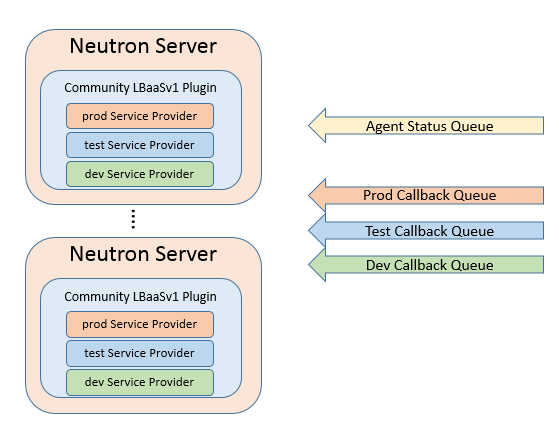 Neutron Server
Community LBaaSv1 Plugin
prod Service Provider
test Service Provider
dev Service Provider
Neutron Server
Community LBaaSv1 Plugin
prod Service Provider
test Service Provider
dev Service Provider
Agent Status Queue
Prod Callback Queue
Test Callback Queue
Dev Callback Queue